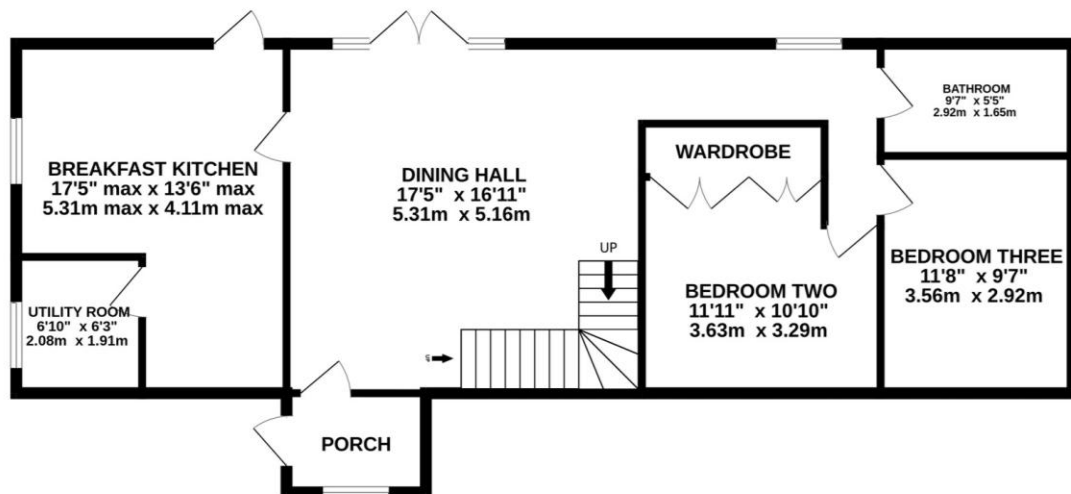 BREAKFAST KITCHEN
17'5" max x 13'6" max
5.31m max x 4.11m max
DINING HALL
17'5" x 16'11"
5.31m x 5.16m
WARDROBE
BATHROOM
9'7" x 5'5"
2.92m x 1.65m
UP
BEDROOM TWO
11'11" x 10'10"
3.63m x 3.29m
BEDROOM THREE
11'8" x 9'7"
3.56m x 2.92m
UTILITY ROOM
6'10" x 6'3"
2.08m x 1.91m
PORCH